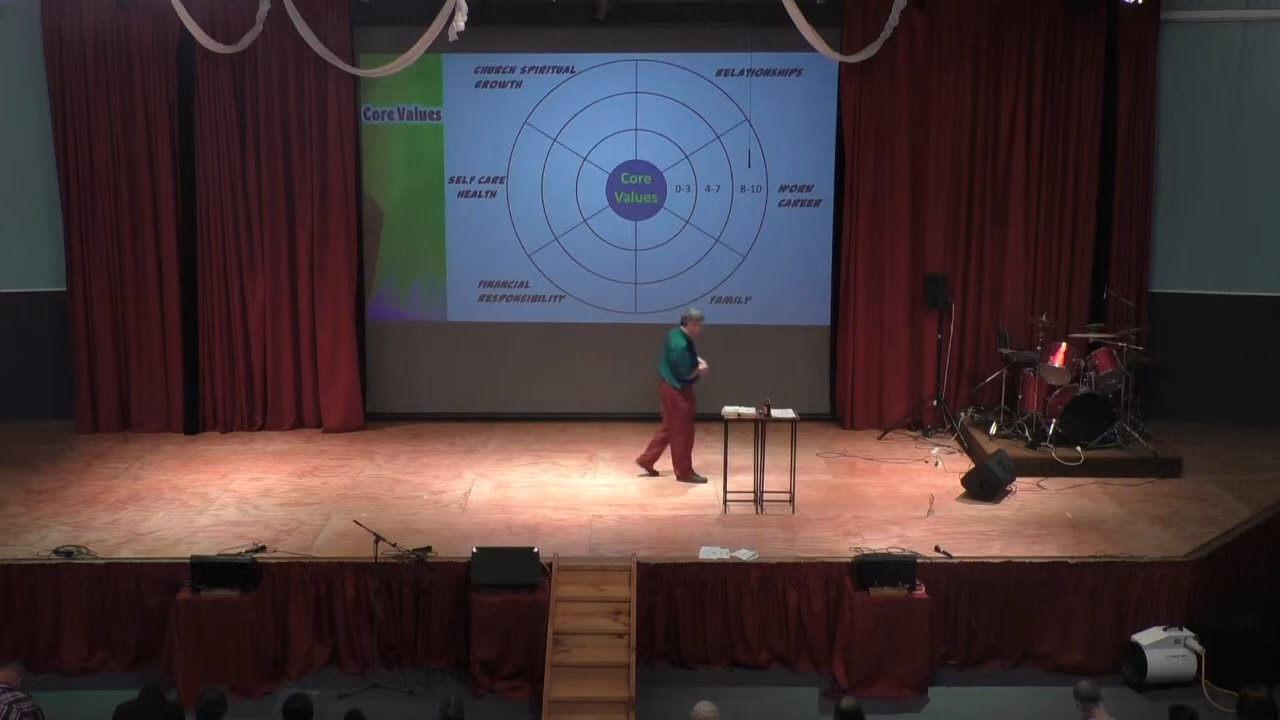 Core Values
CHURCH SPIRITUAL
GROWTH
RELATIONSHIPS
SELF CARE
HEALTH
Core
Values
0-3
4-7
8-10
WORK
CAREER
FINANCIAL
RESPONSIBILITY
FAMILY